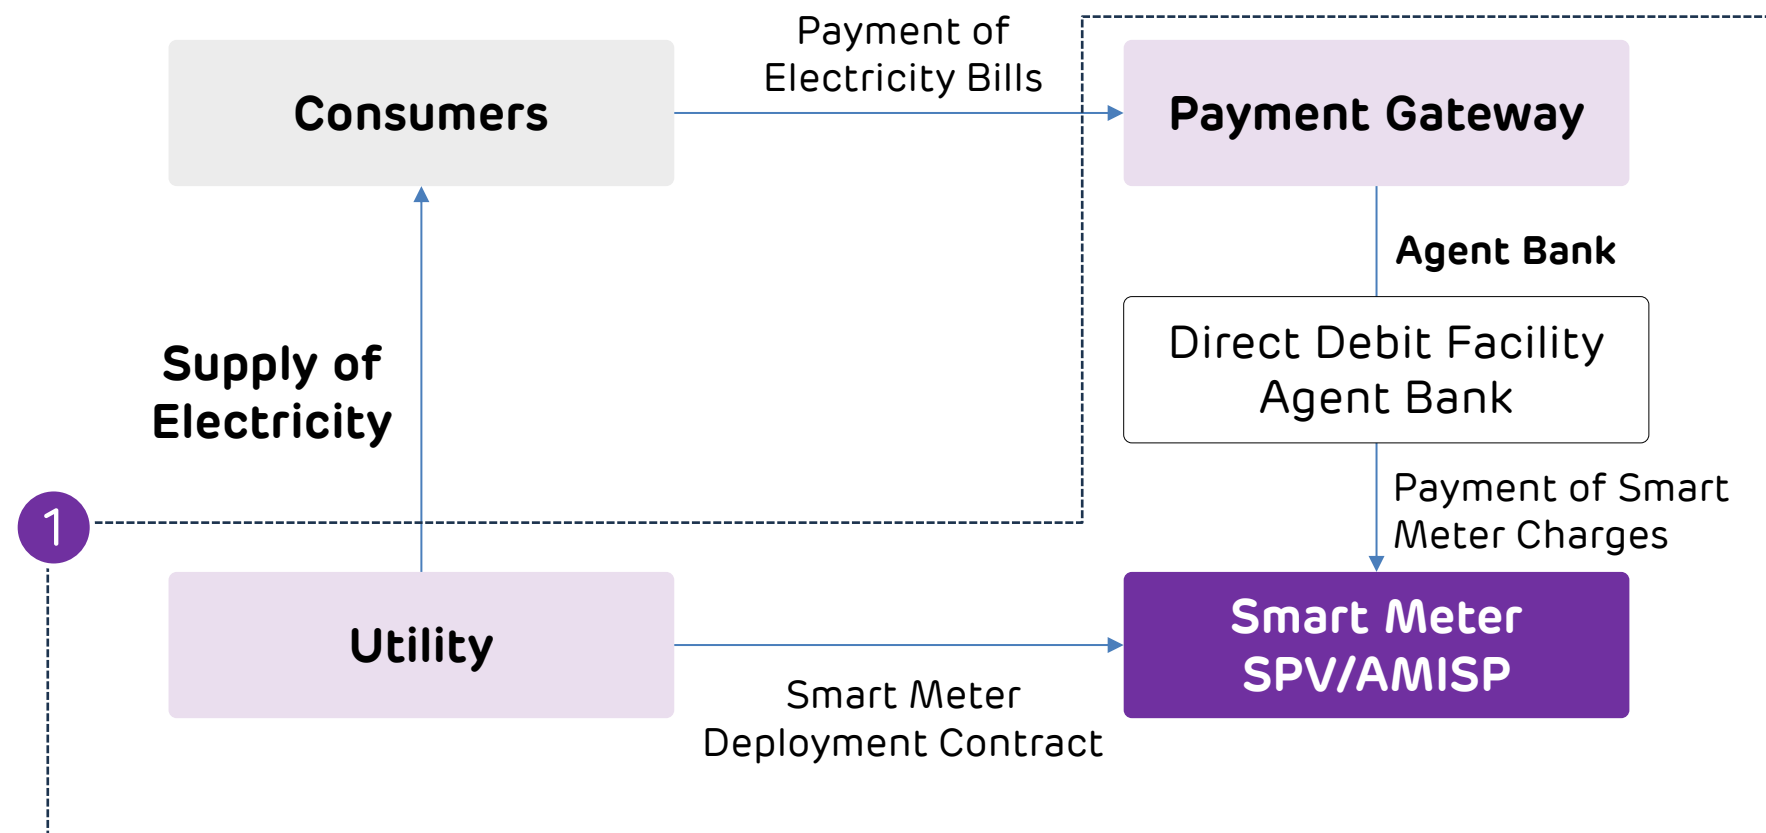 Payment of
Electricity Bills
Consumers
Payment Gateway
Agent Bank
Direct Debit Facility
Agent Bank
Supply of
Electricity
Payment of Smart
Meter Charges
1
Utility
Smart Meter
SPV/AMISP
Smart Meter
Deployment Contract